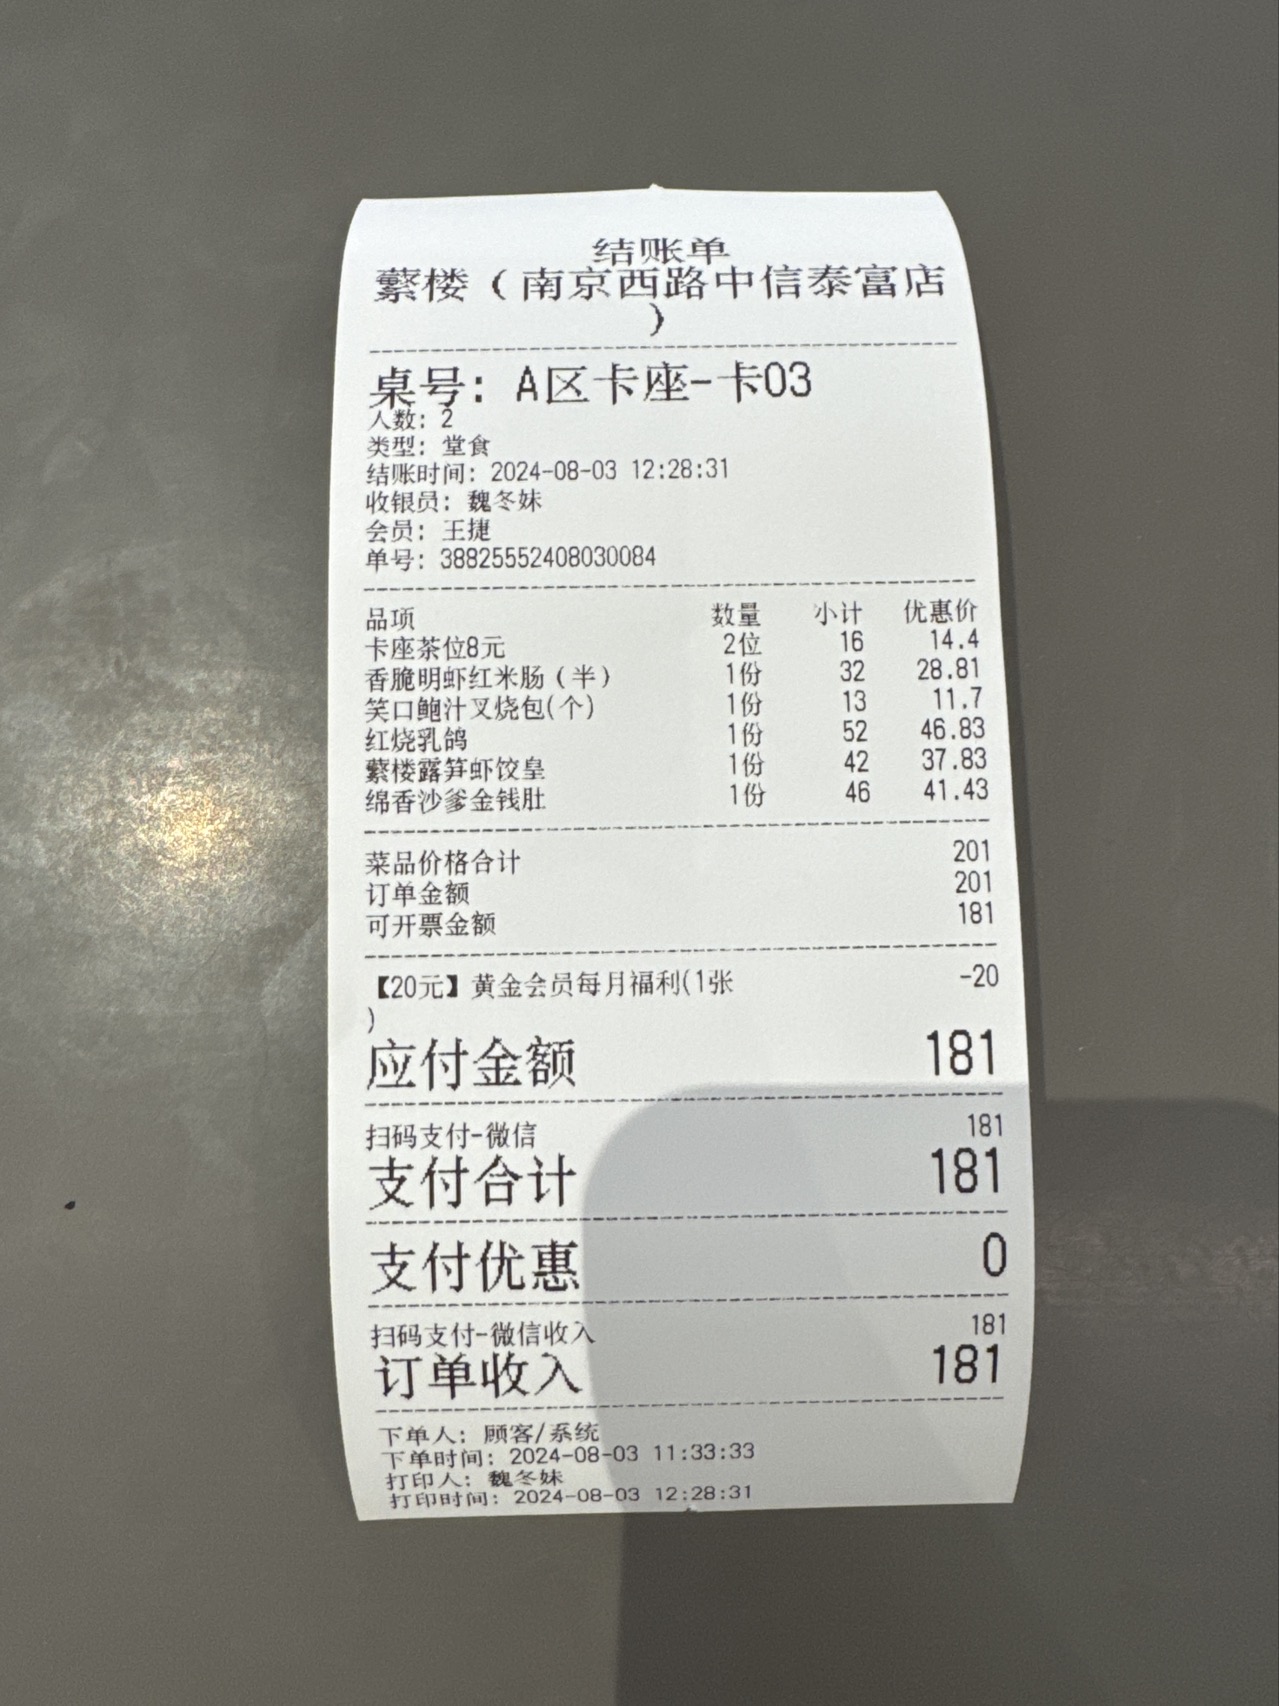 结账单
蘩楼（南京西路中信泰富店
）
桌号: A区卡座-卡03
人数: 2
类型: 堂食
结账时间: 2024-08-03 12:28:31
收银员: 魏冬妹
会员: 王捷
单号: 38825552408030084
品项 数量 小计 优惠价
卡座茶位8元 2位 16 14.4
香脆明虾红米肠（半） 1份 32 28.81
笑口鲍汁叉烧包(个) 1份 13 11.7
红烧乳鸽 1份 52 46.83
蘩楼露笋虾饺皇 1份 42 37.83
绵香沙爹金钱肚 1份 46 41.43
菜品价格合计 201
订单金额 201
可开票金额 181
【20元】黄金会员每月福利(1张 -20
)
应付金额 181
扫码支付-微信 181
支付合计 181
支付优惠 0
扫码支付-微信收入 181
订单收入 181
下单人: 顾客/系统
下单时间: 2024-08-03 11:33:33
打印人: 魏冬妹
打印时间: 2024-08-03 12:28:31